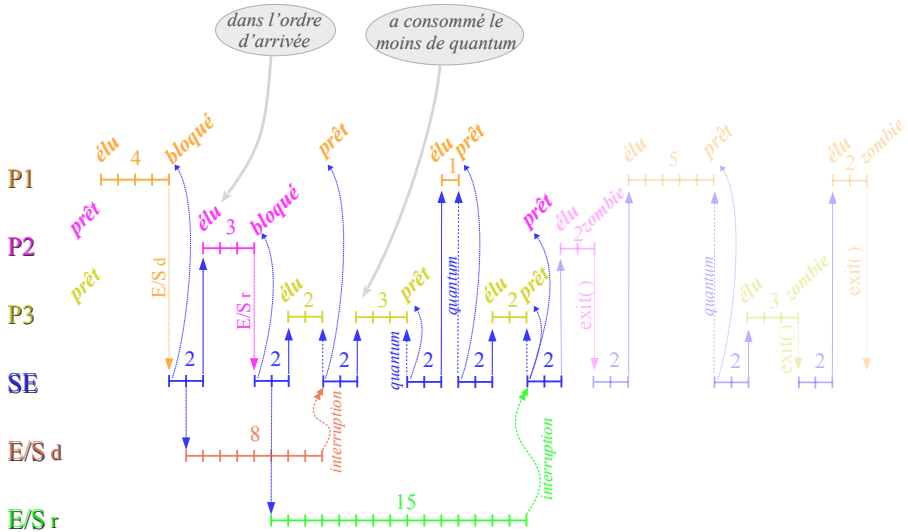 dans l'ordre
d'arrivée
a consommé le
moins de quantum
P1
élu
4
bloqué
prêt
élu
1
prêt
élu
5
prêt
élu
2
zombie
P2
prêt
élu
3
bloqué
prêt
2
zombie
P3
prêt
élu
2
3
prêt
élu
2
prêt
élu
3
zombie
E/S d
E/S r
quantum
quantum
exit()
quantum
exit()
exit()
SE
2
2
2
2
2
2
2
2
2
E/S d
8
interruption
interruption
E/S r
15